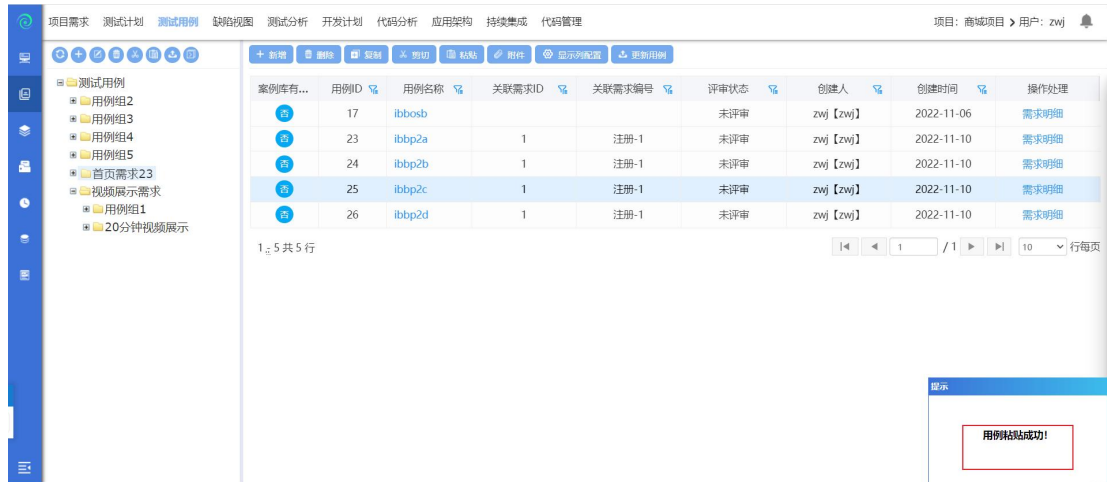 项目需求 测试计划 测试用例 缺陷视图 测试分析 开发计划 代码分析 应用架构 持续集成 代码管理 项目：商城项目 用户：zwj
新增 删除 复制 剪切 粘贴 附件 显示列配置 更新用例
测试用例
用例组2
用例组3
用例组4
用例组5
首页需求23
视频展示需求
用例组1
20分钟视频展示
案例库有... 用例ID 用例名称 关联需求ID 关联需求编号 评审状态 创建人 创建时间 操作处理
否 17 ibbosb 未评审 zwj【zwj】 2022-11-06 需求明细
否 23 ibbp2a 1 注册-1 未评审 zwj【zwj】 2022-11-10 需求明细
否 24 ibbp2b 1 注册-1 未评审 zwj【zwj】 2022-11-10 需求明细
否 25 ibbp2c 1 注册-1 未评审 zwj【zwj】 2022-11-10 需求明细
否 26 ibbp2d 1 注册-1 未评审 zwj【zwj】 2022-11-10 需求明细
1 - 5 共 5 行 1 / 1 10 行每页
提示
用例粘贴成功！